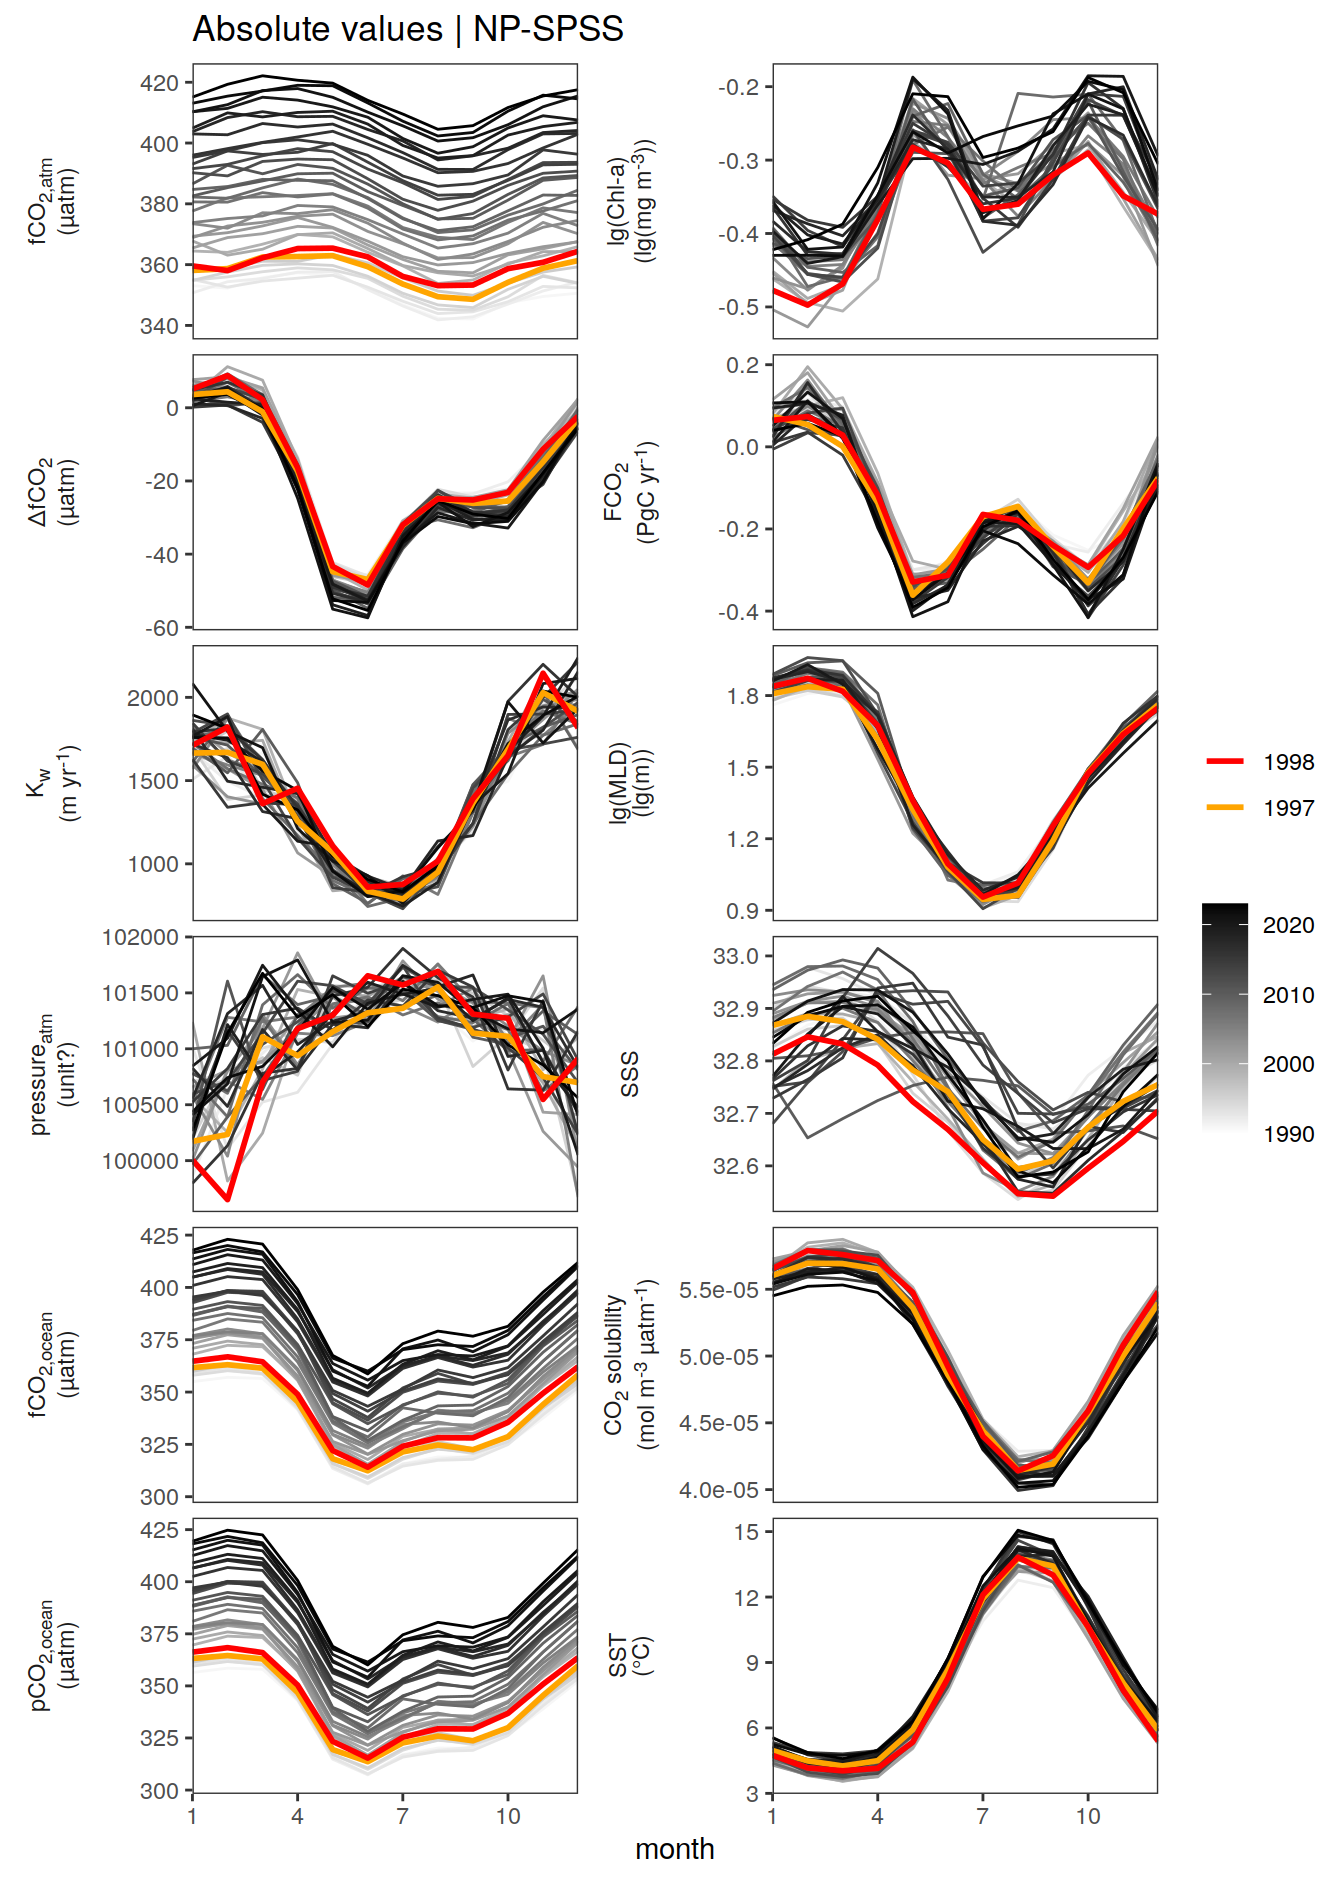 Absolute values | NP-SPSS
fCO2,atm
(µatm)
420
400
380
360
340
lg(Chl-a)
(lg(mg m-3))
-0.2
-0.3
-0.4
-0.5
ΔfCO2
(µatm)
0
-20
-40
-60
FCO2
(PgC yr-1)
0.2
0.0
-0.2
-0.4
Kw
(m yr-1)
2000
1500
1000
lg(MLD)
(lg(m))
1.8
1.5
1.2
0.9
1998
1997
pressureatm
(unit?)
102000
101500
101000
100500
100000
SSS
33.0
32.9
32.8
32.7
32.6
2020
2010
2000
1990
fCO2,ocean
(µatm)
425
400
375
350
325
300
CO2 solubility
(mol m-3 µatm-1)
5.5e-05
5.0e-05
4.5e-05
4.0e-05
pCO2,ocean
(µatm)
425
400
375
350
325
300
SST
(°C)
15
12
9
6
3
1 4 7 10
1 4 7 10
month